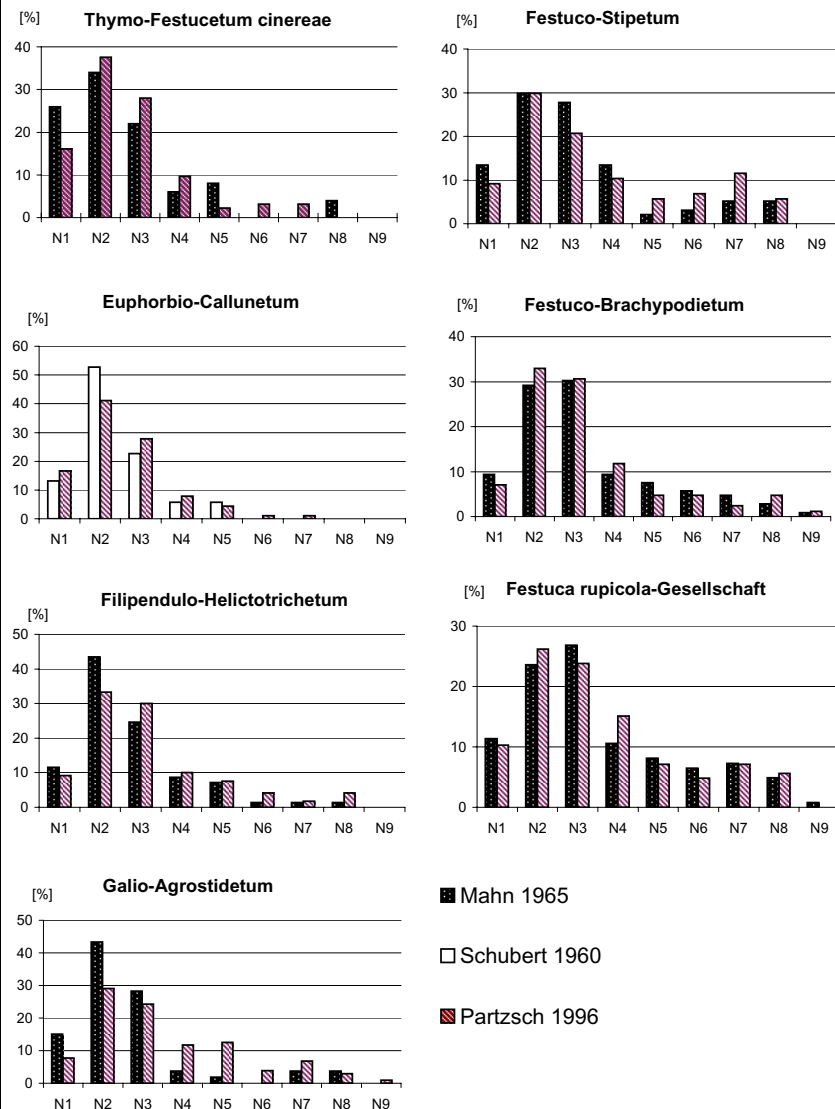 [%]
Thymo-Festucetum cinereae
40
30
20
10
0
N1 N2 N3 N4 N5 N6 N7 N8 N9
[%]
Festuco-Stipetum
40
30
20
10
0
N1 N2 N3 N4 N5 N6 N7 N8 N9
Euphorbio-Callunetum
[%]
60
50
40
30
20
10
0
N1 N2 N3 N4 N5 N6 N7 N8 N9
[%]
Festuco-Brachypodietum
40
30
20
10
0
N1 N2 N3 N4 N5 N6 N7 N8 N9
Filipendulo-Helictotrichetum
[%]
50
40
30
20
10
0
N1 N2 N3 N4 N5 N6 N7 N8 N9
[%]
Festuca rupicola-Gesellschaft
30
20
10
0
N1 N2 N3 N4 N5 N6 N7 N8 N9
Galio-Agrostidetum
[%]
50
40
30
20
10
0
N1 N2 N3 N4 N5 N6 N7 N8 N9
Mahn 1965
Schubert 1960
Partzsch 1996